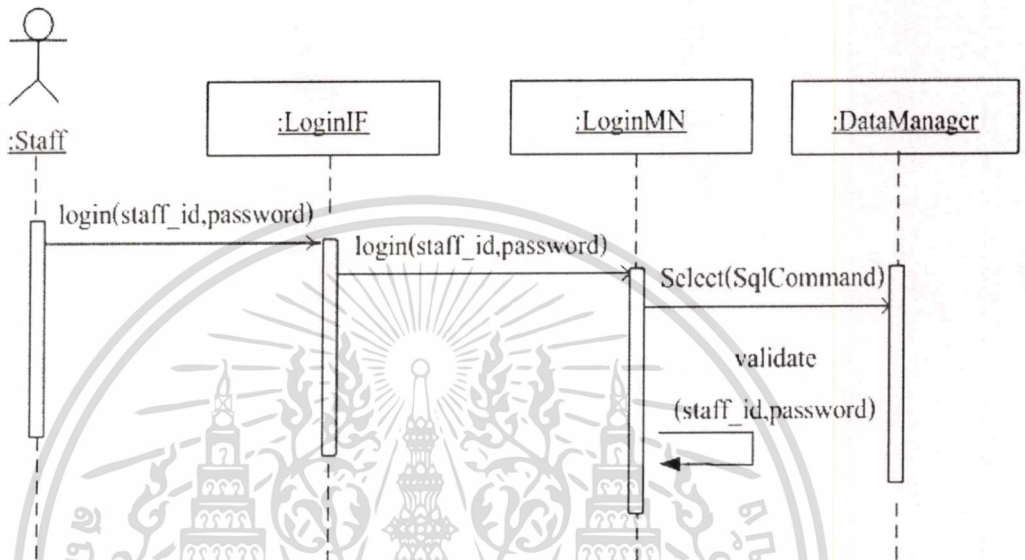 :Staff
:LoginIF
:LoginMN
:DataManager
login(staff_id,password)
login(staff_id,password)
Select(SqlCommand)
validate
(staff_id,password)